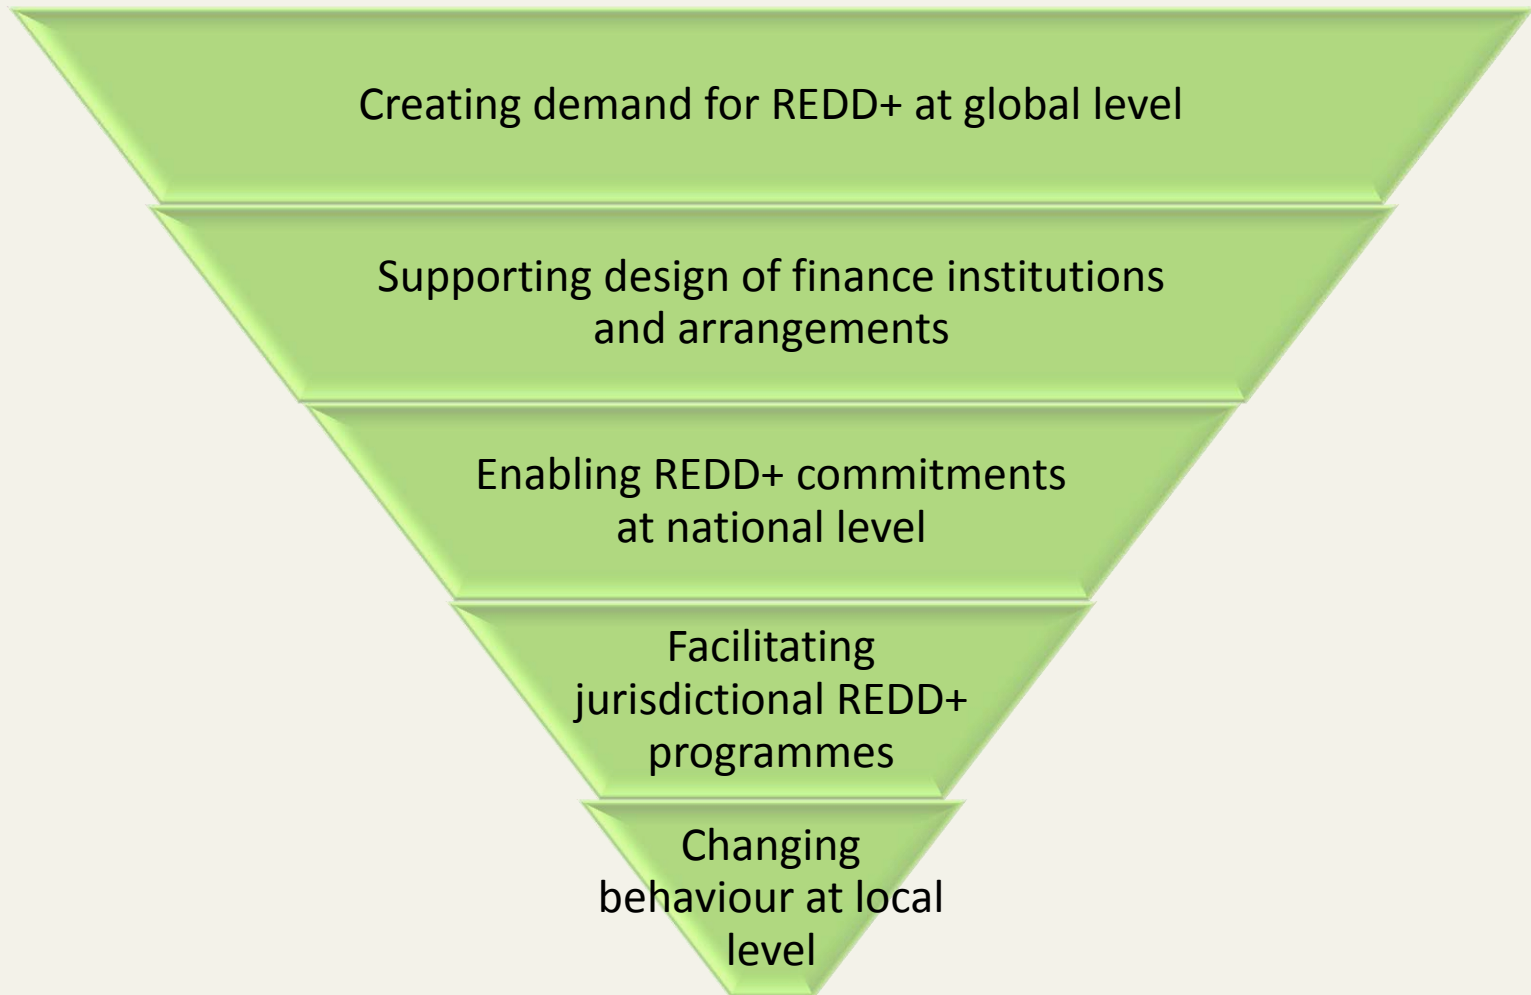 Creating demand for REDD+ at global level
Supporting design of finance institutions
and arrangements
Enabling REDD+ commitments
at national level
Facilitating
jurisdictional REDD+
programmes
Changing
behaviour at local
level